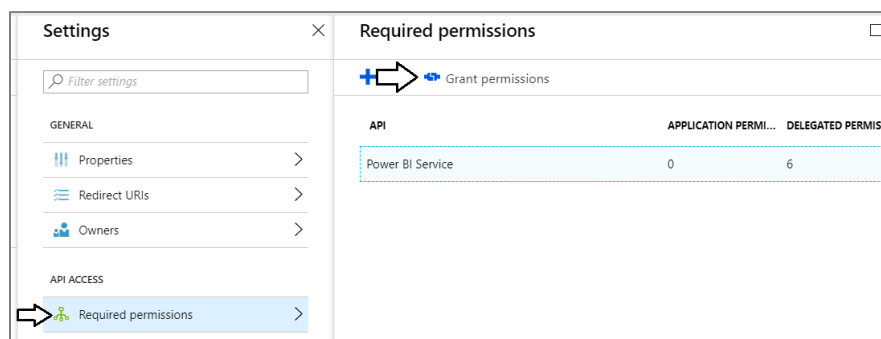 Settings
Required permissions
Filter settings
Grant permissions
GENERAL
API APPLICATION PERMI... DELEGATED PERMIS
Properties
Power BI Service 0 6
Redirect URIs
Owners
API ACCESS
Required permissions